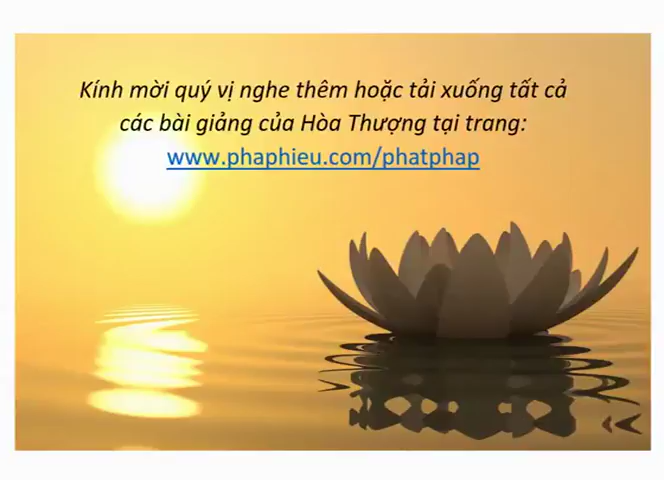 Kính mời quý vị nghe thêm hoặc tải xuống tất cả
các bài giảng của Hòa Thượng tại trang:
www.phaphieu.com/phatphap